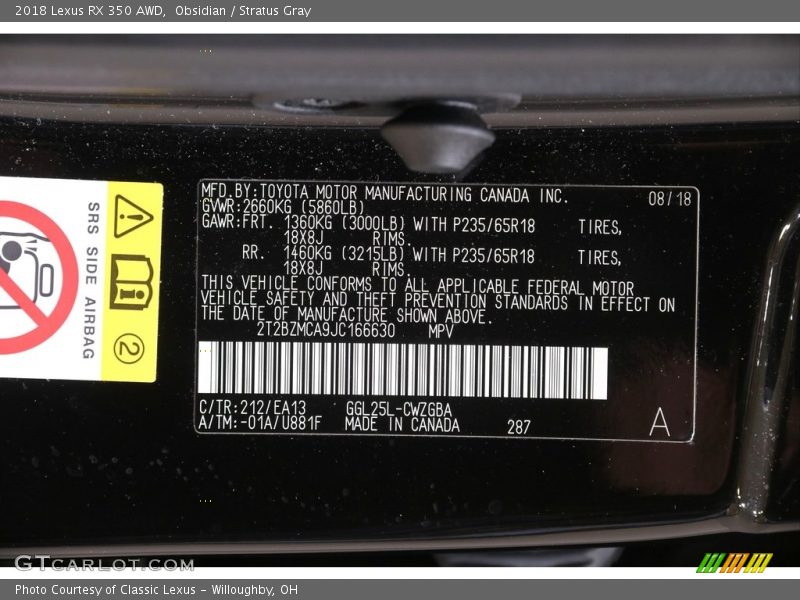 2018 Lexus RX 350 AWD, Obsidian / Stratus Gray
SRS SIDE AIRBAG
2
MFD. BY: TOYOTA MOTOR MANUFACTURING CANADA INC. 08/18
GVWR: 2660KG (5860LB)
GAWR: FRT. 1360KG (3000LB) WITH P235/65R18 TIRES,
18X8J RIMS.
RR. 1460KG (3215LB) WITH P235/65R18 TIRES,
18X8J RIMS.
THIS VEHICLE CONFORMS TO ALL APPLICABLE FEDERAL MOTOR
VEHICLE SAFETY AND THEFT PREVENTION STANDARDS IN EFFECT ON
THE DATE OF MANUFACTURE SHOWN ABOVE.
2T2BZMCA9JC166630 MPV
C/TR: 212/EA13 GGL25L-CWZGBA
A/TM: -01A/U881F MADE IN CANADA 287 A
GTCARLOT.COM
Photo Courtesy of Classic Lexus - Willoughby, OH